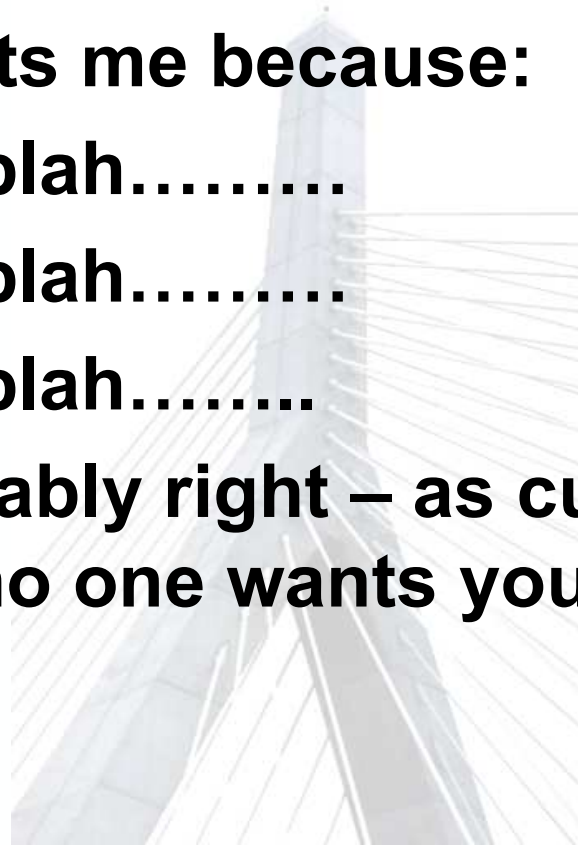 ts me because:
blah………
blah………
blah……...
ably right – as cu
no one wants you